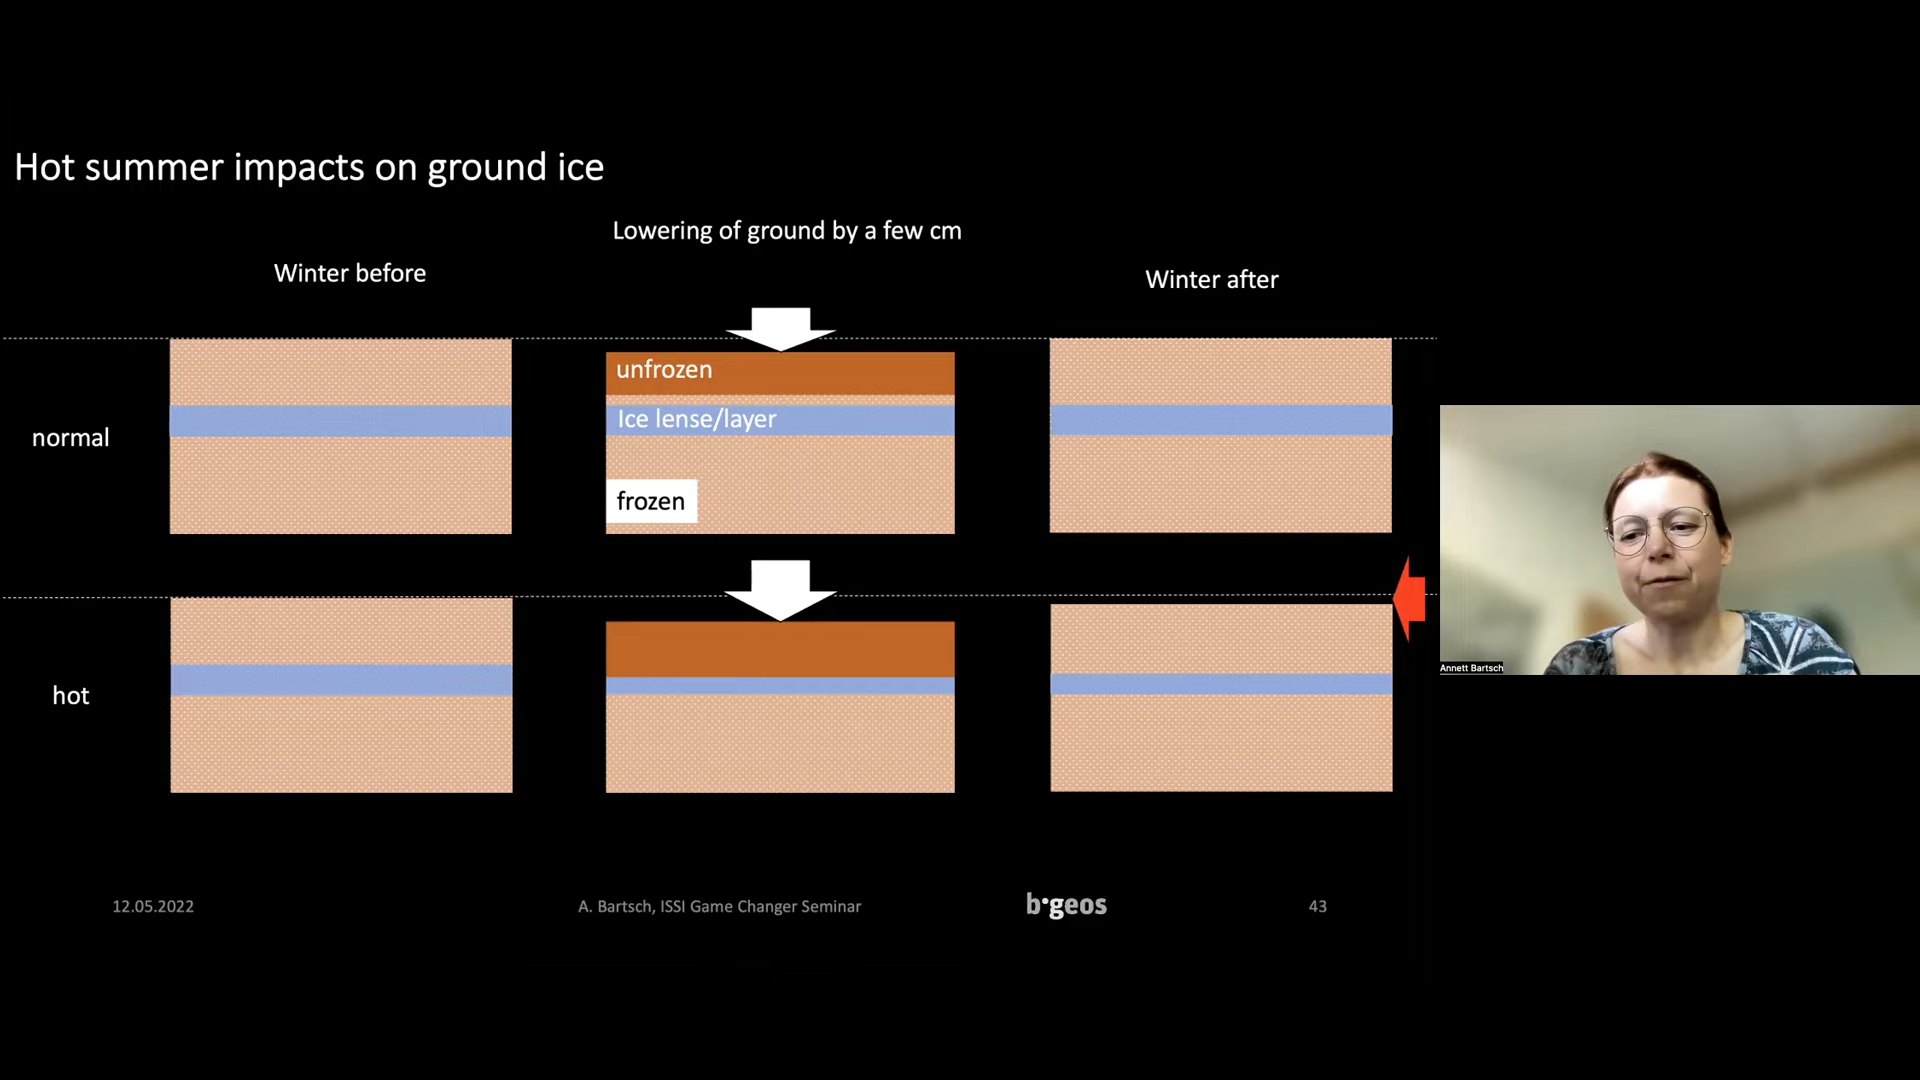 Hot summer impacts on ground ice
Lowering of ground by a few cm
Winter before
Winter after
normal
unfrozen
Ice lense/layer
frozen
hot
Annett Bartsch
12.05.2022
A. Bartsch, ISSI Game Changer Seminar
b•geos
43